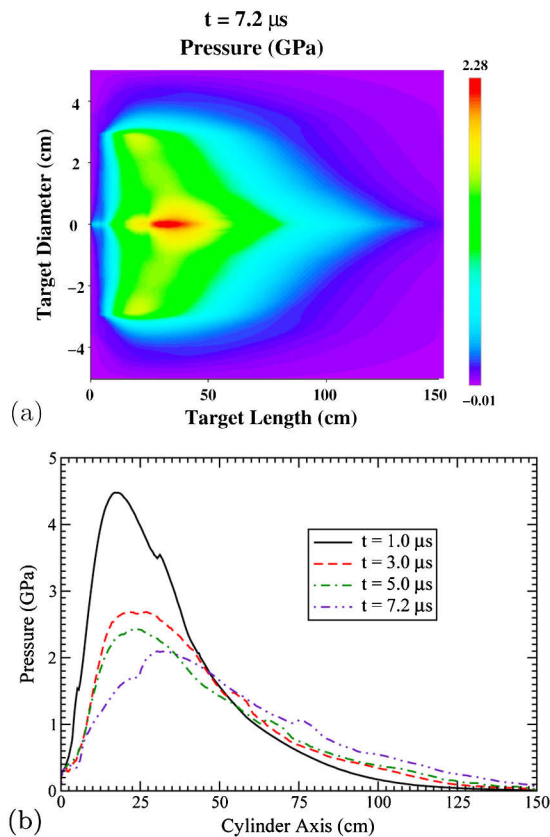 t = 7.2 μs
Pressure (GPa)
2.28
4
2
0
−2
−4
Target Diameter (cm)
−0.01
0
50
100
150
(a)
Target Length (cm)
5
4
3
2
1
0
Pressure (GPa)
t = 1.0 μs
t = 3.0 μs
t = 5.0 μs
t = 7.2 μs
0
25
50
75
100
125
150
(b)
Cylinder Axis (cm)